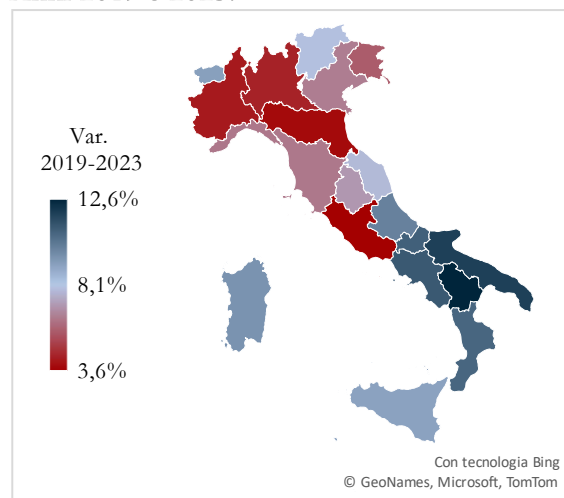 Var.
2019-2023
12,6%
8,1%
3,6%
Con tecnologia Bing
© GeoNames, Microsoft, TomTom